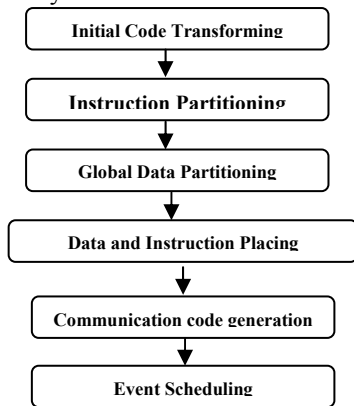 Initial Code Transforming
Instruction Partitioning
Global Data Partitioning
Data and Instruction Placing
Communication code generation
Event Scheduling